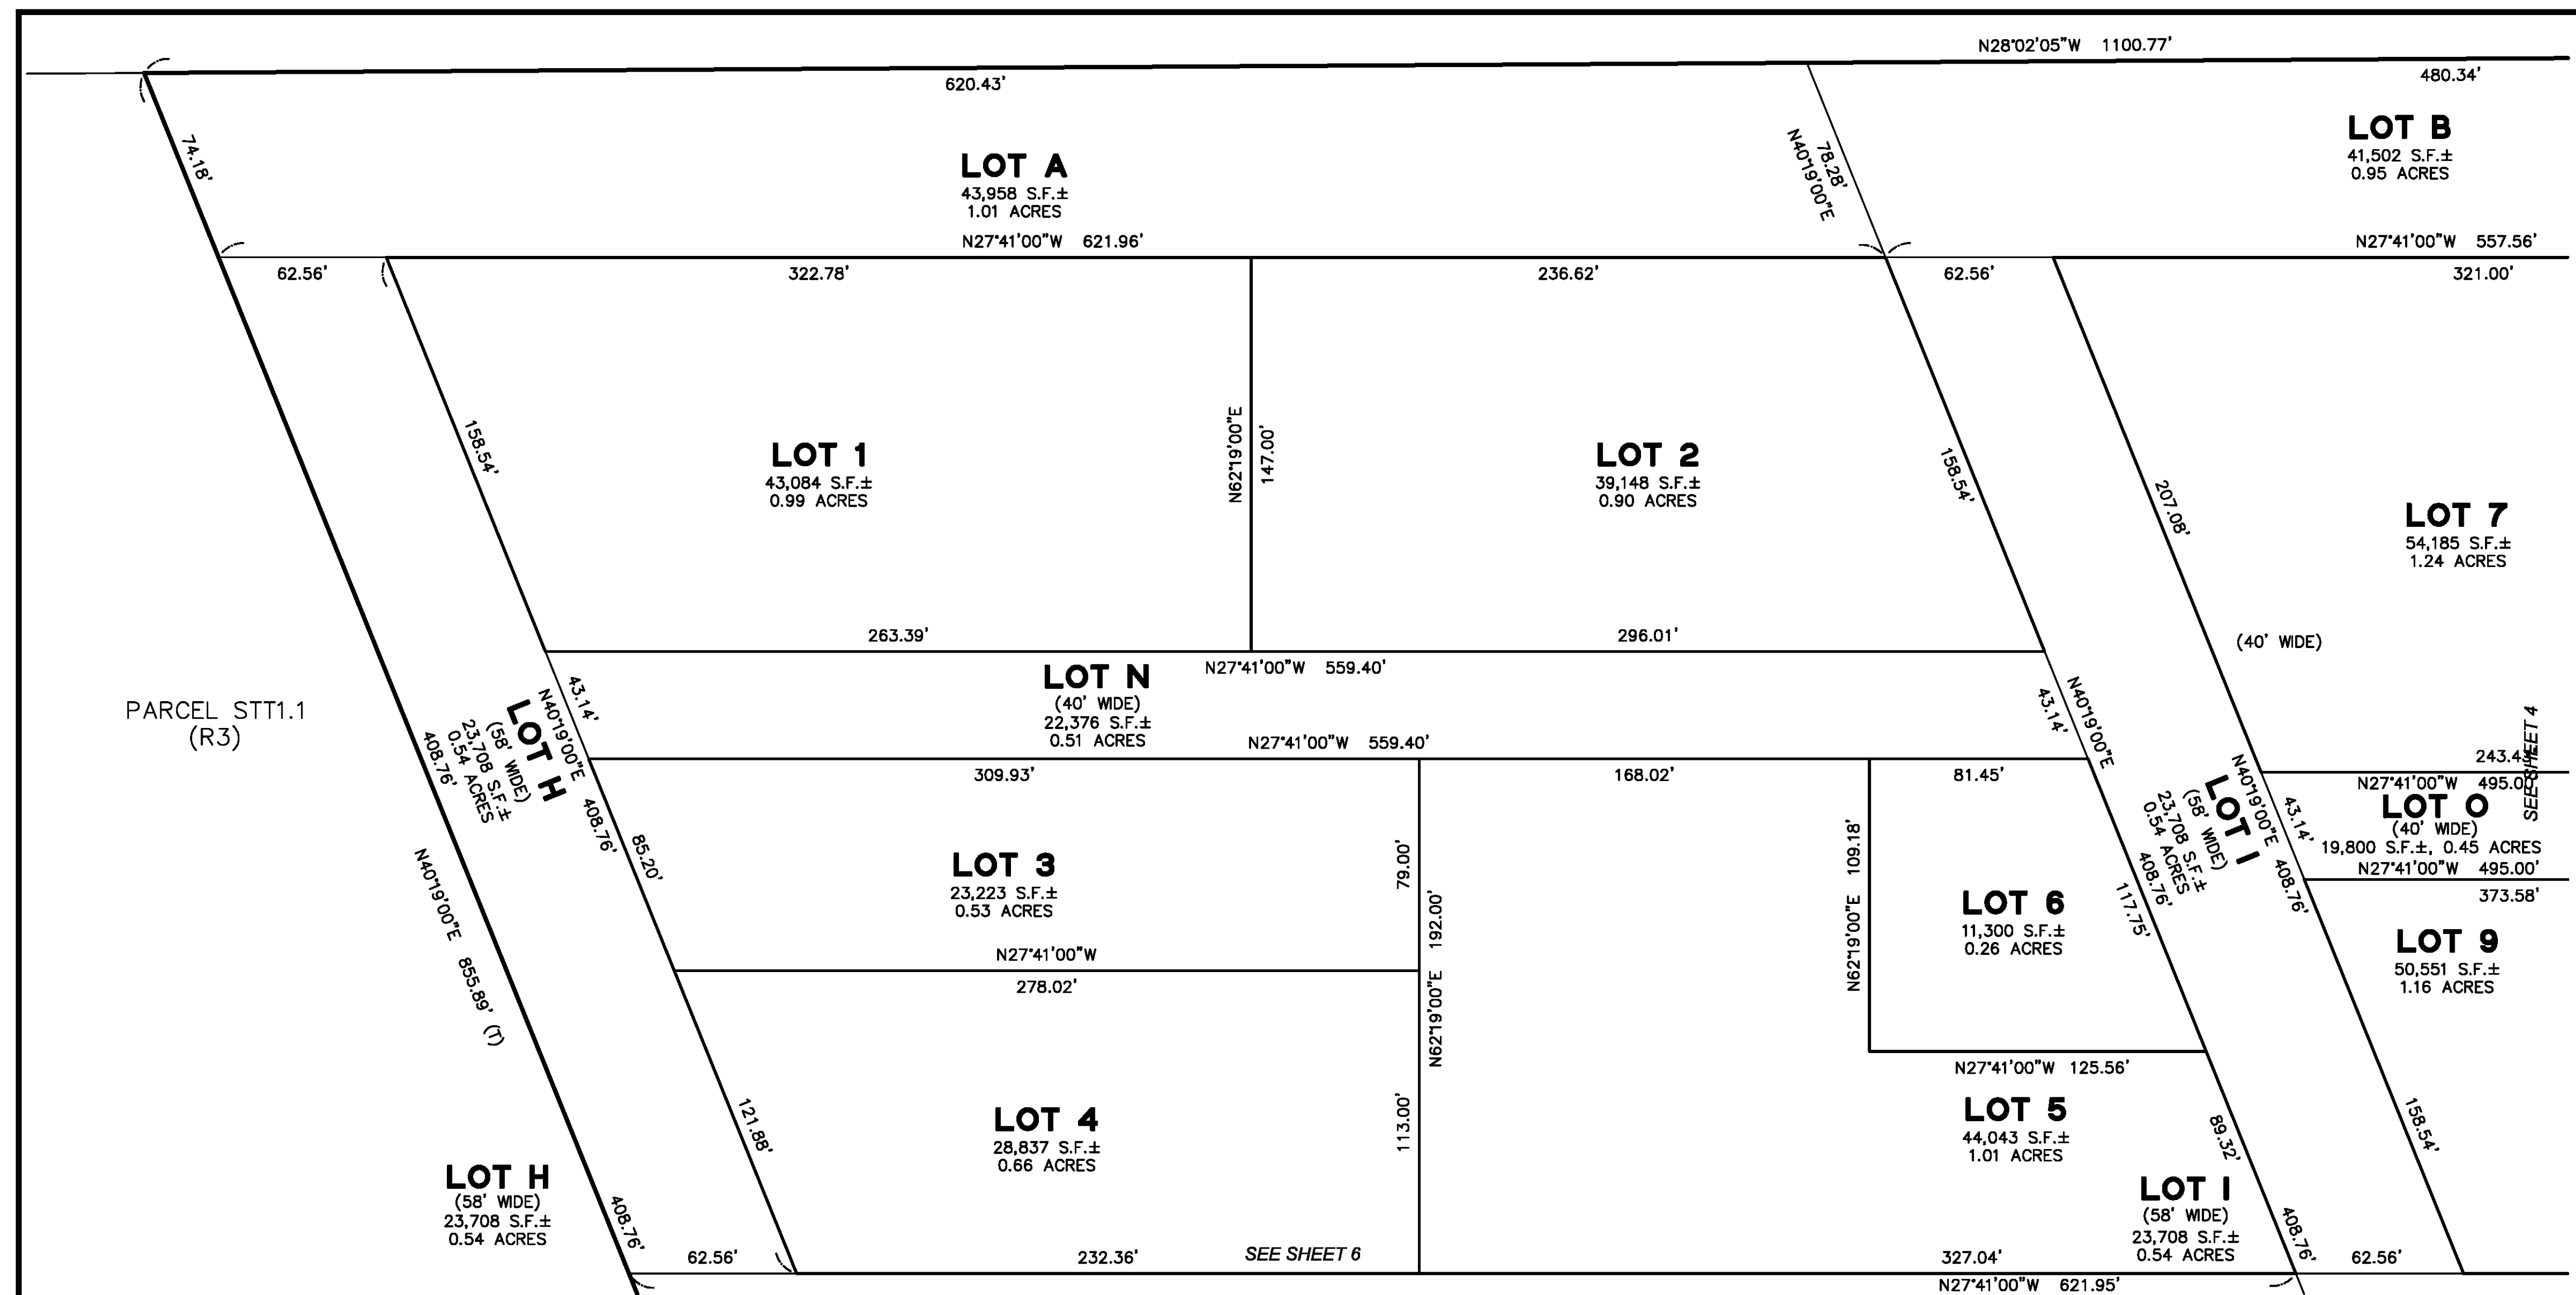 N28°02'05"W 1100.77'
620.43'
480.34'
74.18'
LOT A
43,958 S.F.±
1.01 ACRES
78.28'
N40°19'00"E
LOT B
41,502 S.F.±
0.95 ACRES
N27°41'00"W 621.96'
N27°41'00"W 557.56'
62.56'
322.78'
236.62'
62.56'
321.00'
158.54'
LOT 1
43,084 S.F.±
0.99 ACRES
N62°19'00"E
147.00'
LOT 2
39,148 S.F.±
0.90 ACRES
158.54'
207.08'
LOT 7
54,185 S.F.±
1.24 ACRES
263.39'
296.01'
(40' WIDE)
N27°41'00"W 559.40'
LOT N
(40' WIDE)
22,376 S.F.±
0.51 ACRES
N27°41'00"W 559.40'
PARCEL STT1.1
(R3)
43.14'
N40°19'00"E 408.76'
LOT H
(58' WIDE)
23,708 S.F.±
0.54 ACRES
408.76'
N40°19'00"E 855.89' (T)
43.14'
N40°19'00"E
408.76'
LOT I
(58' WIDE)
23,708 S.F.±
0.54 ACRES
N40°19'00"E 408.76'
43.14'
SEE SHEET 4
243.43'
N27°41'00"W 495.00'
LOT O
(40' WIDE)
19,800 S.F.±, 0.45 ACRES
N27°41'00"W 495.00'
373.58'
309.93'
168.02'
81.45'
85.20'
LOT 3
23,223 S.F.±
0.53 ACRES
79.00'
N62°19'00"E 192.00'
N62°19'00"E 109.18'
LOT 6
11,300 S.F.±
0.26 ACRES
117.75'
LOT 9
50,551 S.F.±
1.16 ACRES
N27°41'00"W
278.02'
N27°41'00"W 125.56'
121.88'
LOT 4
28,837 S.F.±
0.66 ACRES
113.00'
LOT 5
44,043 S.F.±
1.01 ACRES
89.32'
158.54'
LOT H
(58' WIDE)
23,708 S.F.±
0.54 ACRES
408.76'
LOT I
(58' WIDE)
23,708 S.F.±
0.54 ACRES
408.76'
62.56'
232.36'
SEE SHEET 6
327.04'
62.56'
N27°41'00"W 621.95'